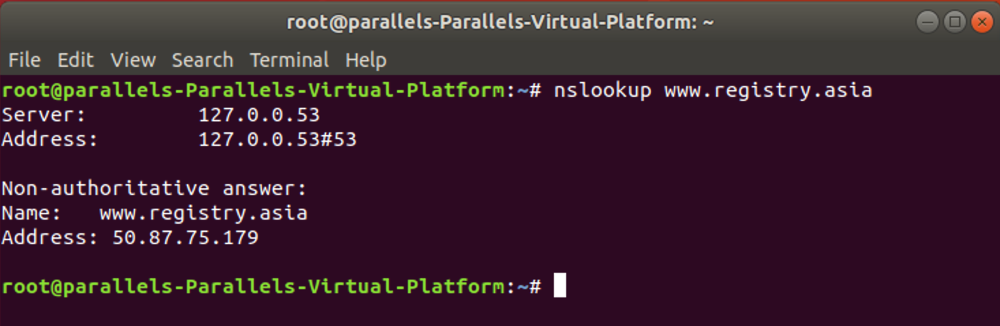 root@parallels-Parallels-Virtual-Platform: ~
File Edit View Search Terminal Help
root@parallels-Parallels-Virtual-Platform:~# nslookup www.registry.asia
Server:         127.0.0.53
Address:        127.0.0.53#53
Non-authoritative answer:
Name:   www.registry.asia
Address: 50.87.75.179
root@parallels-Parallels-Virtual-Platform:~#